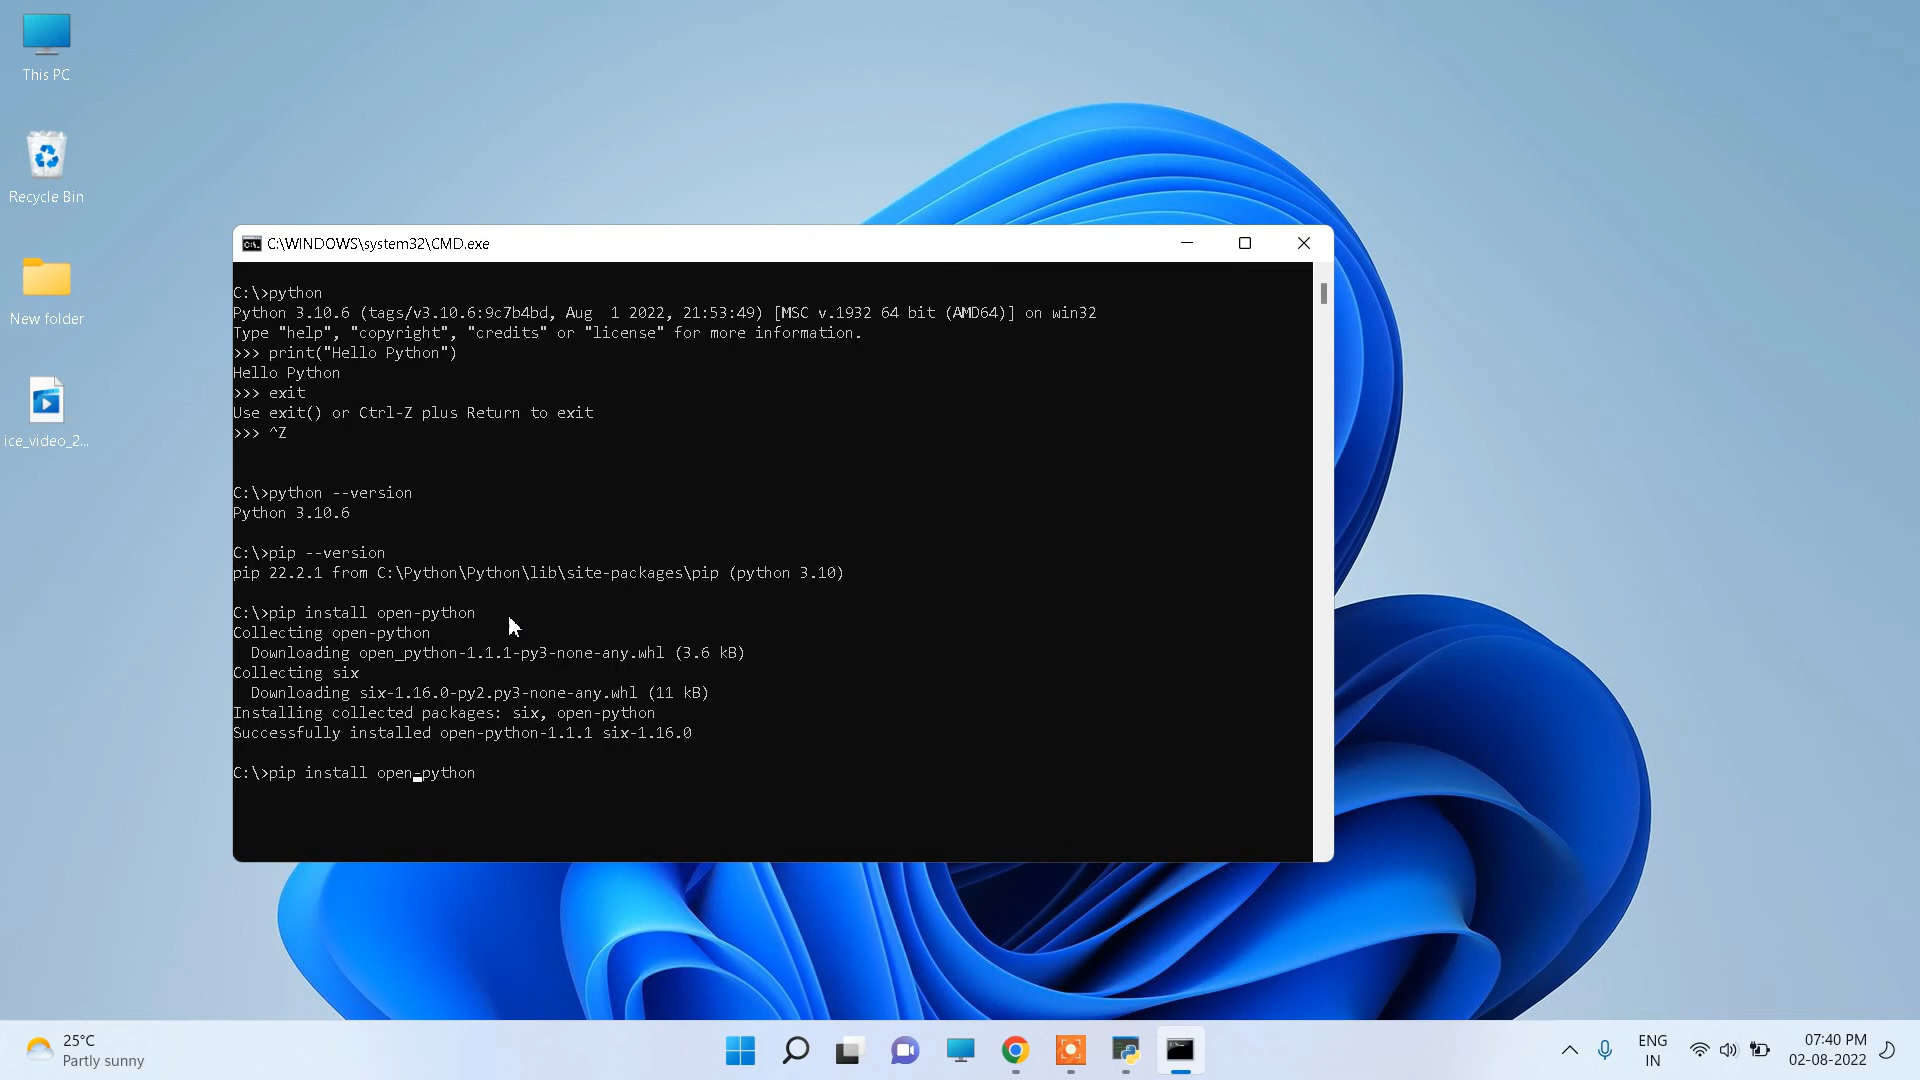 This PC
Recycle Bin
New folder
ice_video_2...
C:\WINDOWS\system32\CMD.exe
C:\>python
Python 3.10.6 (tags/v3.10.6:9c7b4bd, Aug  1 2022, 21:53:49) [MSC v.1932 64 bit (AMD64)] on win32
Type "help", "copyright", "credits" or "license" for more information.
>>> print("Hello Python")
Hello Python
>>> exit
Use exit() or Ctrl-Z plus Return to exit
>>> ^Z
C:\>python --version
Python 3.10.6
C:\>pip --version
pip 22.2.1 from C:\Python\Python\lib\site-packages\pip (python 3.10)
C:\>pip install open-python
Collecting open-python
  Downloading open_python-1.1.1-py3-none-any.whl (3.6 kB)
Collecting six
  Downloading six-1.16.0-py2.py3-none-any.whl (11 kB)
Installing collected packages: six, open-python
Successfully installed open-python-1.1.1 six-1.16.0
C:\>pip install open-python
25°C
Partly sunny
ENG
IN
07:40 PM
02-08-2022